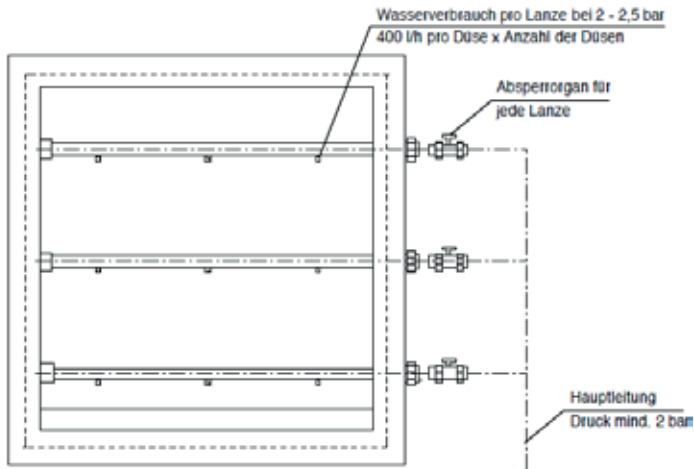 Wasserverbrauch pro Lanze bei 2 - 2,5 bar
400 l/h pro Düse x Anzahl der Düsen
Absperrorgan für
jede Lanze
Hauptleitung
Druck mind. 2 barr